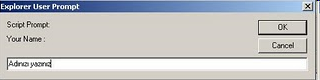 Explorer User Prompt
Script Prompt:
OK
Your Name :
Cancel
Adınızı yazınız